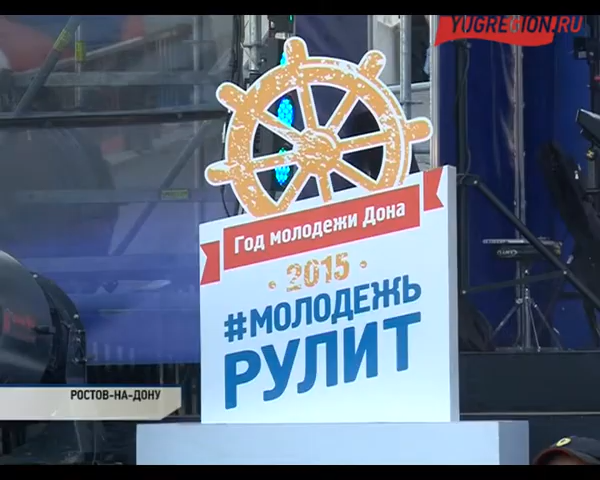 YUGREGION.RU
Год молодежи Дона
· 2015 ·
#МОЛОДЕЖЬ
РУЛИТ
РОСТОВ-НА-ДОНУ